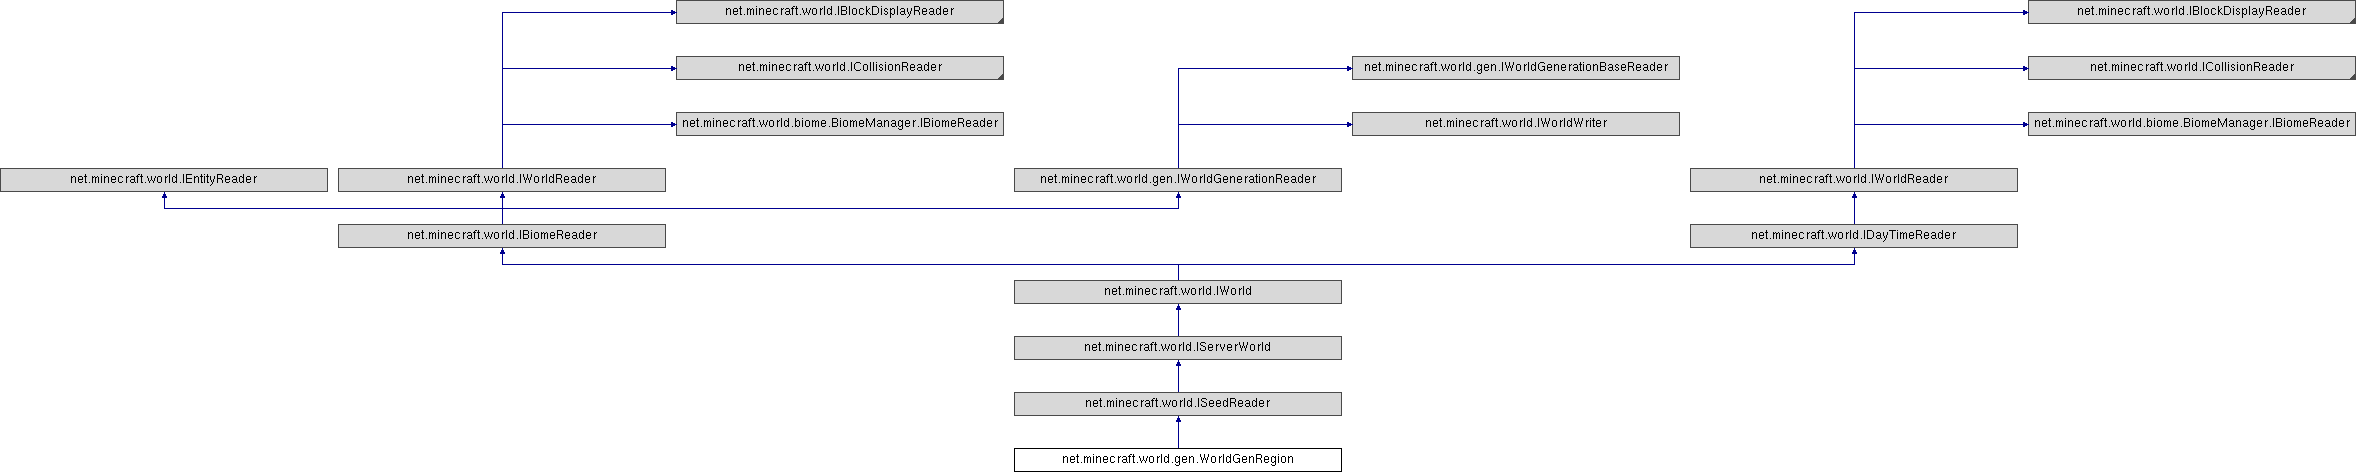 net.minecraft.world.IBlockDisplayReader
net.minecraft.world.IBlockDisplayReader
net.minecraft.world.ICollisionReader
net.minecraft.world.gen.IWorldGenerationBaseReader
net.minecraft.world.ICollisionReader
net.minecraft.world.biome.BiomeManager.IBiomeReader
net.minecraft.world.IWorldWriter
net.minecraft.world.biome.BiomeManager.IBiomeReader
net.minecraft.world.IEntityReader
net.minecraft.world.IWorldReader
net.minecraft.world.gen.IWorldGenerationReader
net.minecraft.world.IWorldReader
net.minecraft.world.IBiomeReader
net.minecraft.world.IDayTimeReader
net.minecraft.world.IWorld
net.minecraft.world.IServerWorld
net.minecraft.world.ISeedReader
net.minecraft.world.gen.WorldGenRegion